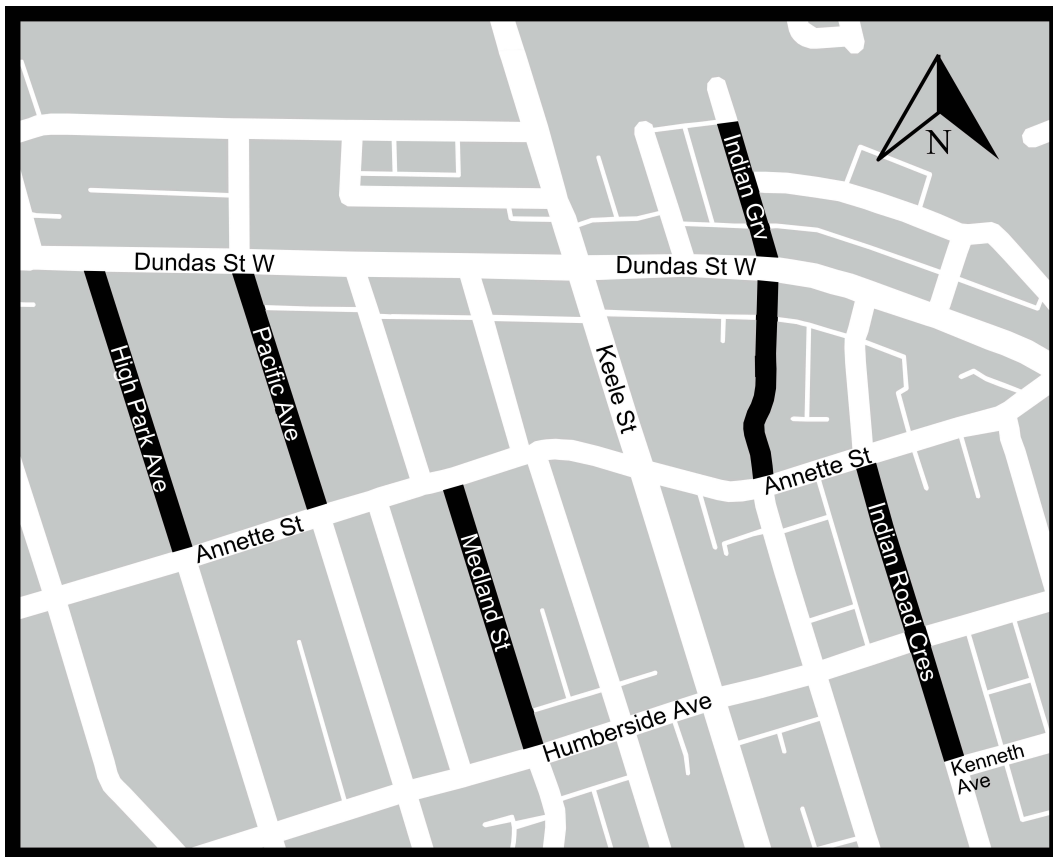 N
Indian Grv
Dundas St W
Dundas St W
High Park Ave
Pacific Ave
Keele St
Annette St
Annette St
Medland St
Indian Road Cres
Humberside Ave
Kenneth
Ave